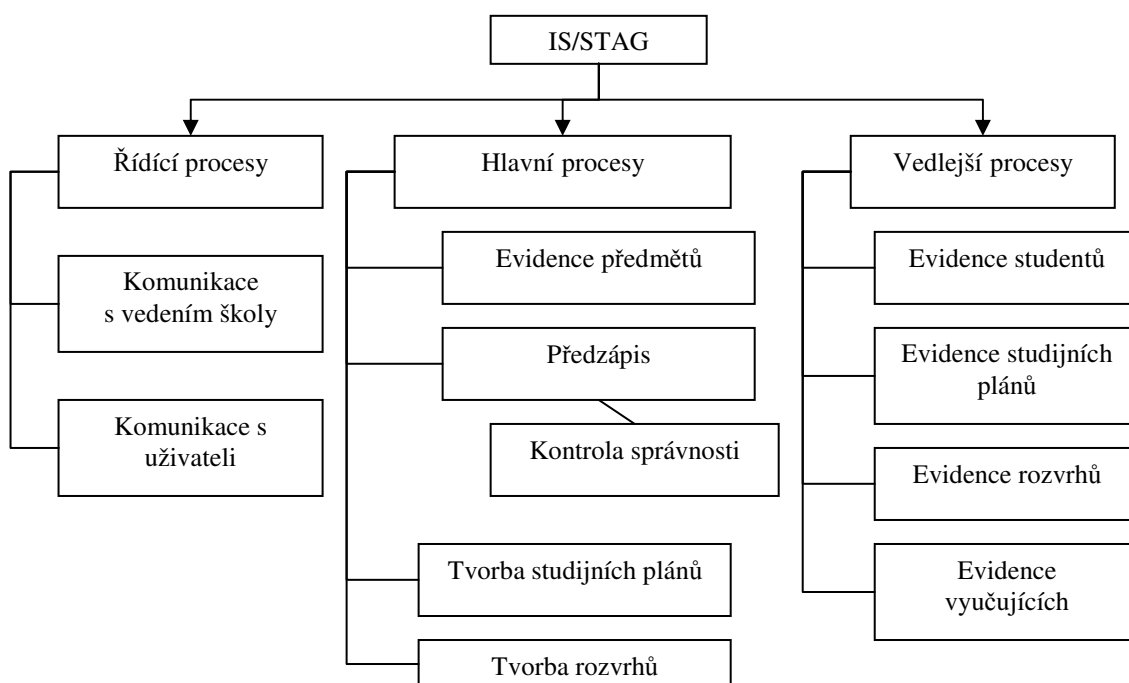 IS/STAG
Řídící procesy
Hlavní procesy
Vedlejší procesy
Komunikace
s vedením školy
Komunikace s
uživateli
Evidence předmětů
Předzápis
Kontrola správnosti
Tvorba studijních plánů
Tvorba rozvrhů
Evidence studentů
Evidence studijních
plánů
Evidence rozvrhů
Evidence
vyučujících